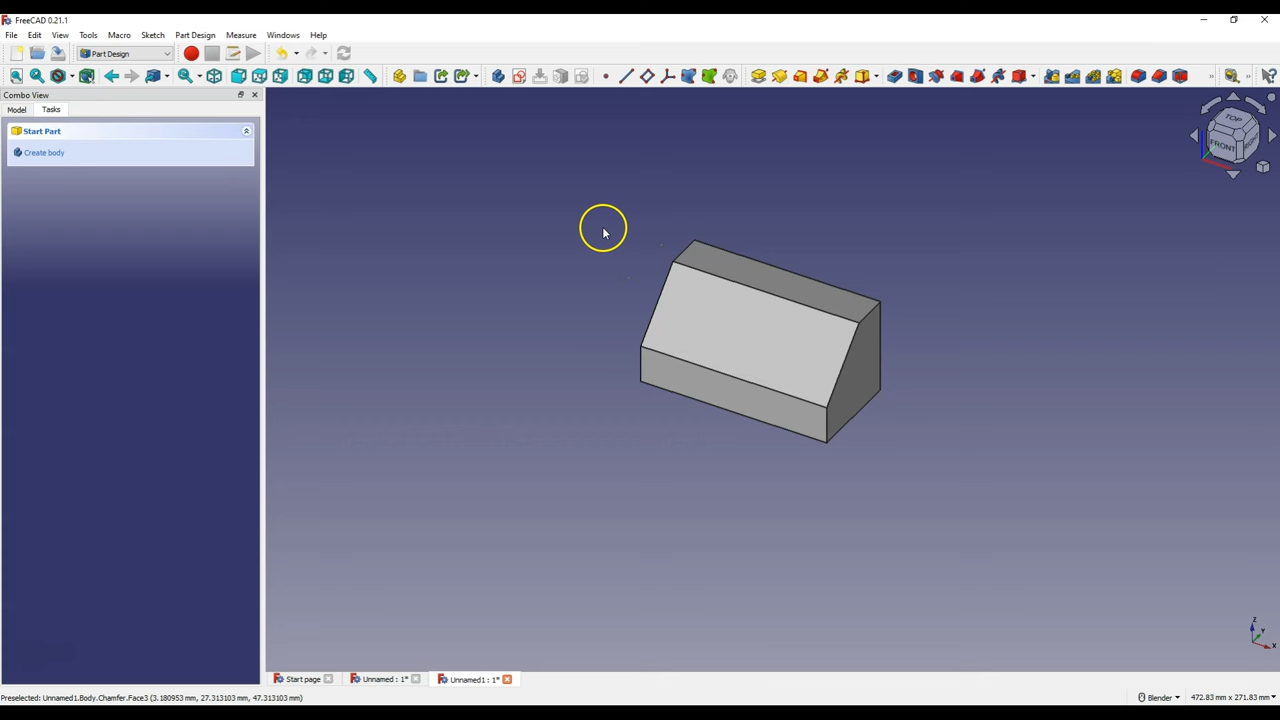 FreeCAD 0.21.1
File Edit View Tools Macro Sketch Part Design Measure Windows Help
Part Design
Combo View
Model Tasks
Start Part
Create body
TOP
FRONT
RIGHT
Z
Y
X
Start page Unnamed : 1* Unnamed1 : 1*
Preselected: Unnamed1.Body.Chamfer.Face3 (3.180953 mm, 27.313103 mm, 47.313103 mm) Blender 472.83 mm x 271.83 mm